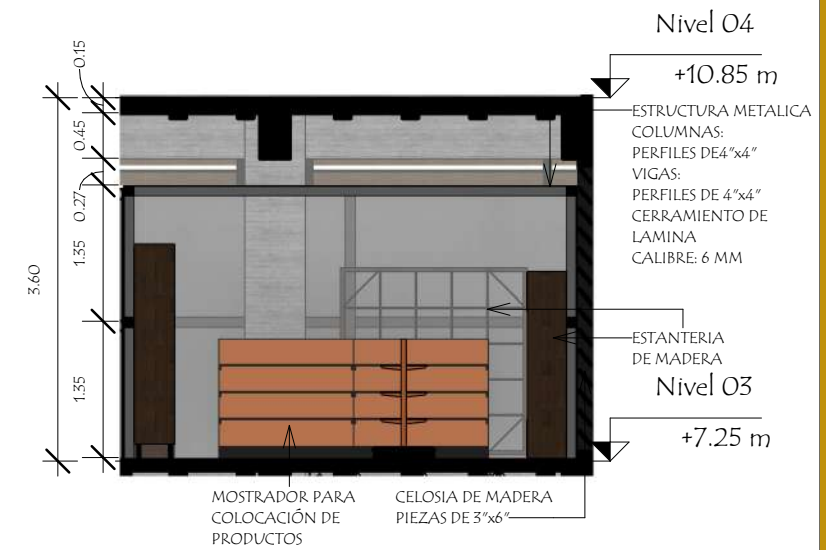 Nivel 04
+10.85 m
0.15
0.45
0.27
1.35
1.35
3.60
ESTRUCTURA METALICA
COLUMNAS:
PERFILES DE4"x4"
VIGAS:
PERFILES DE 4"x4"
CERRAMIENTO DE
LAMINA
CALIBRE: 6 MM
ESTANTERIA
DE MADERA
Nivel 03
+7.25 m
MOSTRADOR PARA
COLOCACIÓN DE
PRODUCTOS
CELOSIA DE MADERA
PIEZAS DE 3"x6"